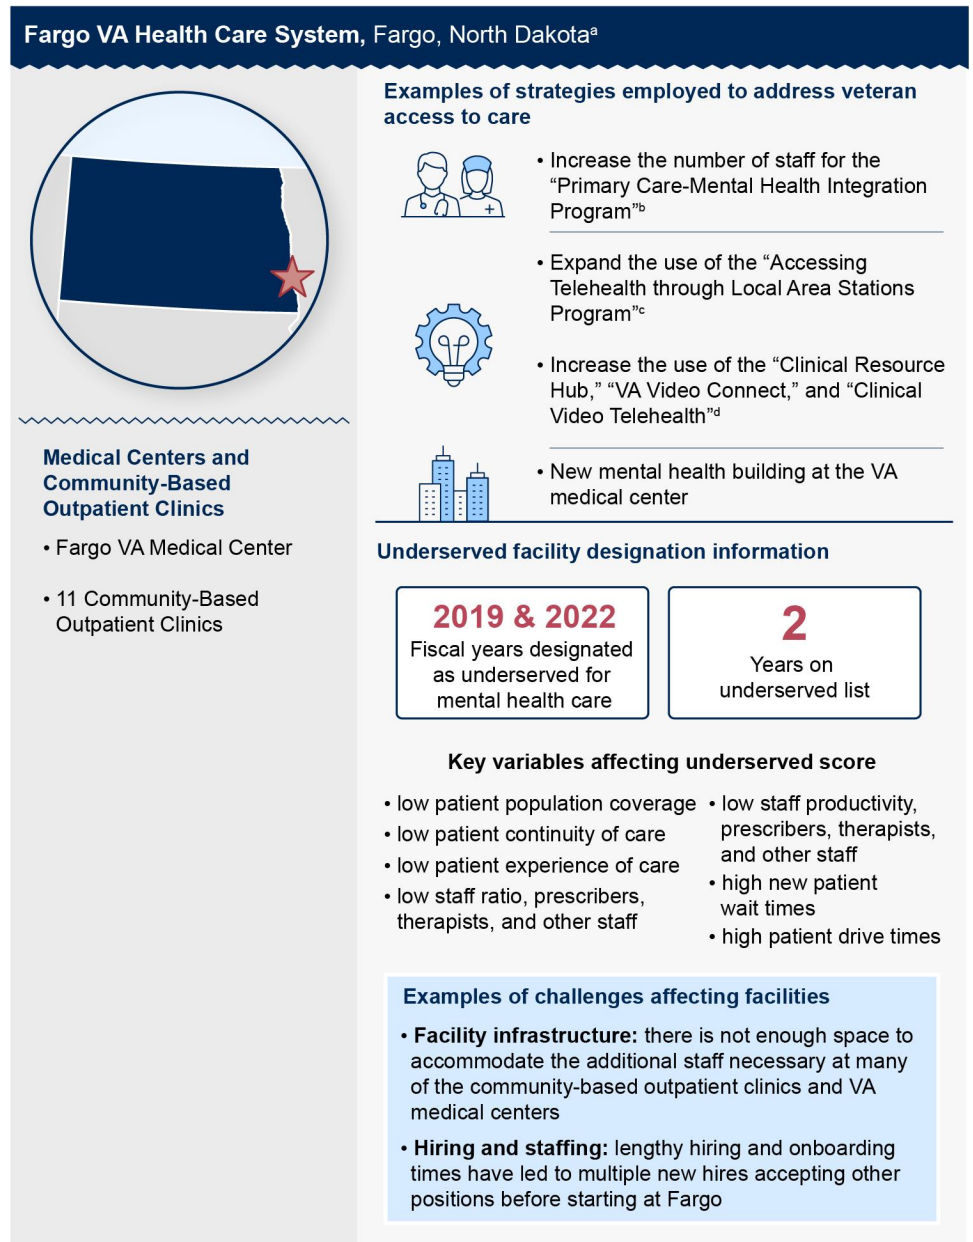 Fargo VA Health Care System, Fargo, North Dakotaᵃ
Medical Centers and
Community-Based
Outpatient Clinics
• Fargo VA Medical Center
• 11 Community-Based
Outpatient Clinics
Examples of strategies employed to address veteran
access to care
• Increase the number of staff for the
“Primary Care-Mental Health Integration
Program”ᵇ
• Expand the use of the “Accessing
Telehealth through Local Area Stations
Program”ᶜ
• Increase the use of the “Clinical Resource
Hub,” “VA Video Connect,” and “Clinical
Video Telehealth”ᵈ
• New mental health building at the VA
medical center
Underserved facility designation information
2019 & 2022
Fiscal years designated
as underserved for
mental health care
2
Years on
underserved list
Key variables affecting underserved score
• low patient population coverage
• low patient continuity of care
• low patient experience of care
• low staff ratio, prescribers,
therapists, and other staff
• low staff productivity,
prescribers, therapists,
and other staff
• high new patient
wait times
• high patient drive times
Examples of challenges affecting facilities
• Facility infrastructure: there is not enough space to
accommodate the additional staff necessary at many
of the community-based outpatient clinics and VA
medical centers
• Hiring and staffing: lengthy hiring and onboarding
times have led to multiple new hires accepting other
positions before starting at Fargo